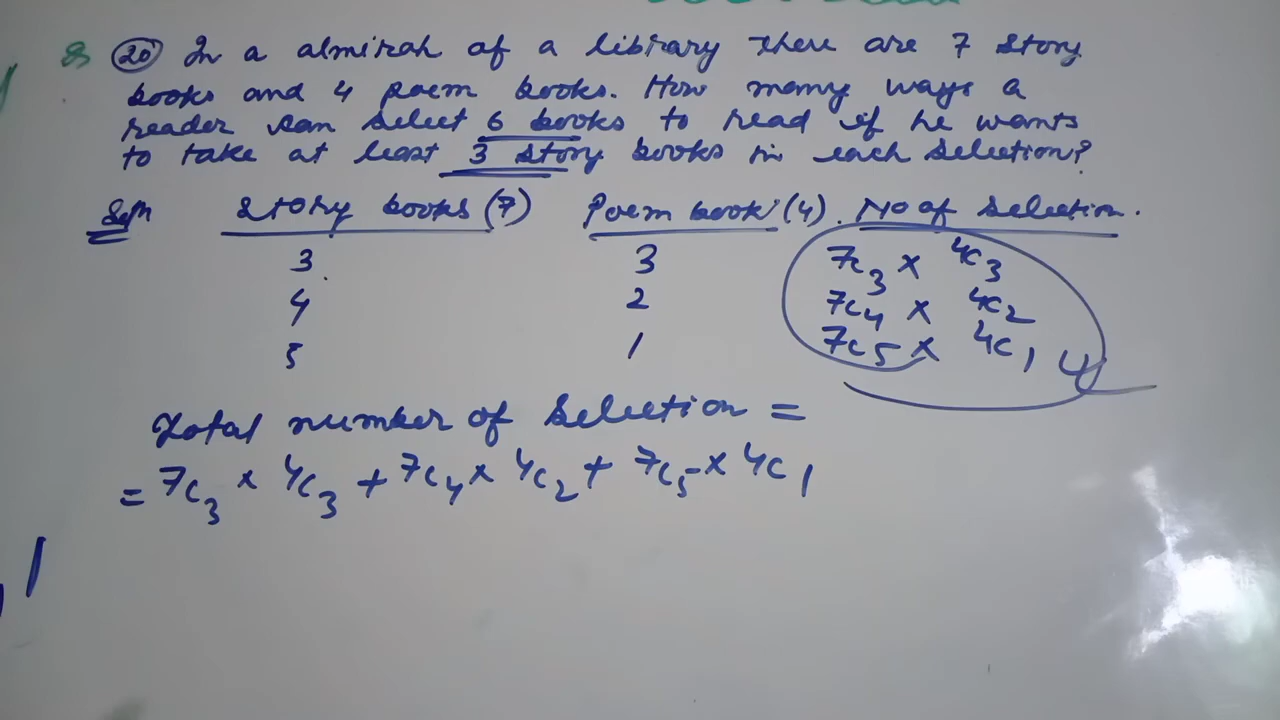 Q (20) In a almirah of a library there are 7 story
books and 4 poem books. How many ways a
reader can select 6 books to read if he wants
to take at least 3 story books in each selection?
Soln Story books (7) Poem book (4). No of selection.
3 3 7c3 × 4c3
4 2 7c4 × 4c2
5 1 7c5 × 4c1
Total number of selection =
= 7c3 × 4c3 + 7c4 × 4c2 + 7c5 × 4c1